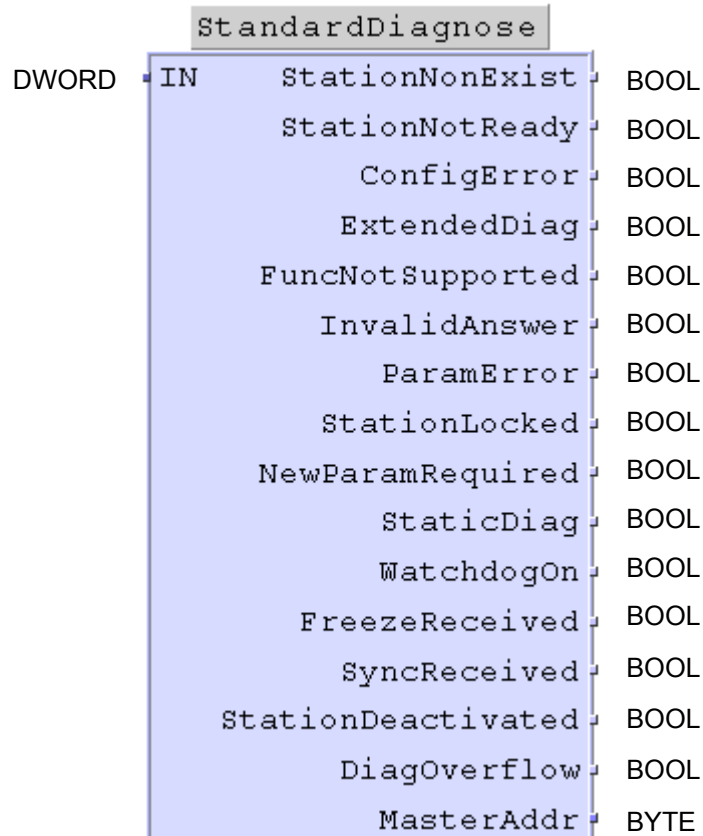 StandardDiagnose
DWORD IN StationNonExist BOOL
StationNotReady BOOL
ConfigError BOOL
ExtendedDiag BOOL
FuncNotSupported BOOL
InvalidAnswer BOOL
ParamError BOOL
StationLocked BOOL
NewParamRequired BOOL
StaticDiag BOOL
WatchdogOn BOOL
FreezeReceived BOOL
SyncReceived BOOL
StationDeactivated BOOL
DiagOverflow BOOL
MasterAddr BYTE